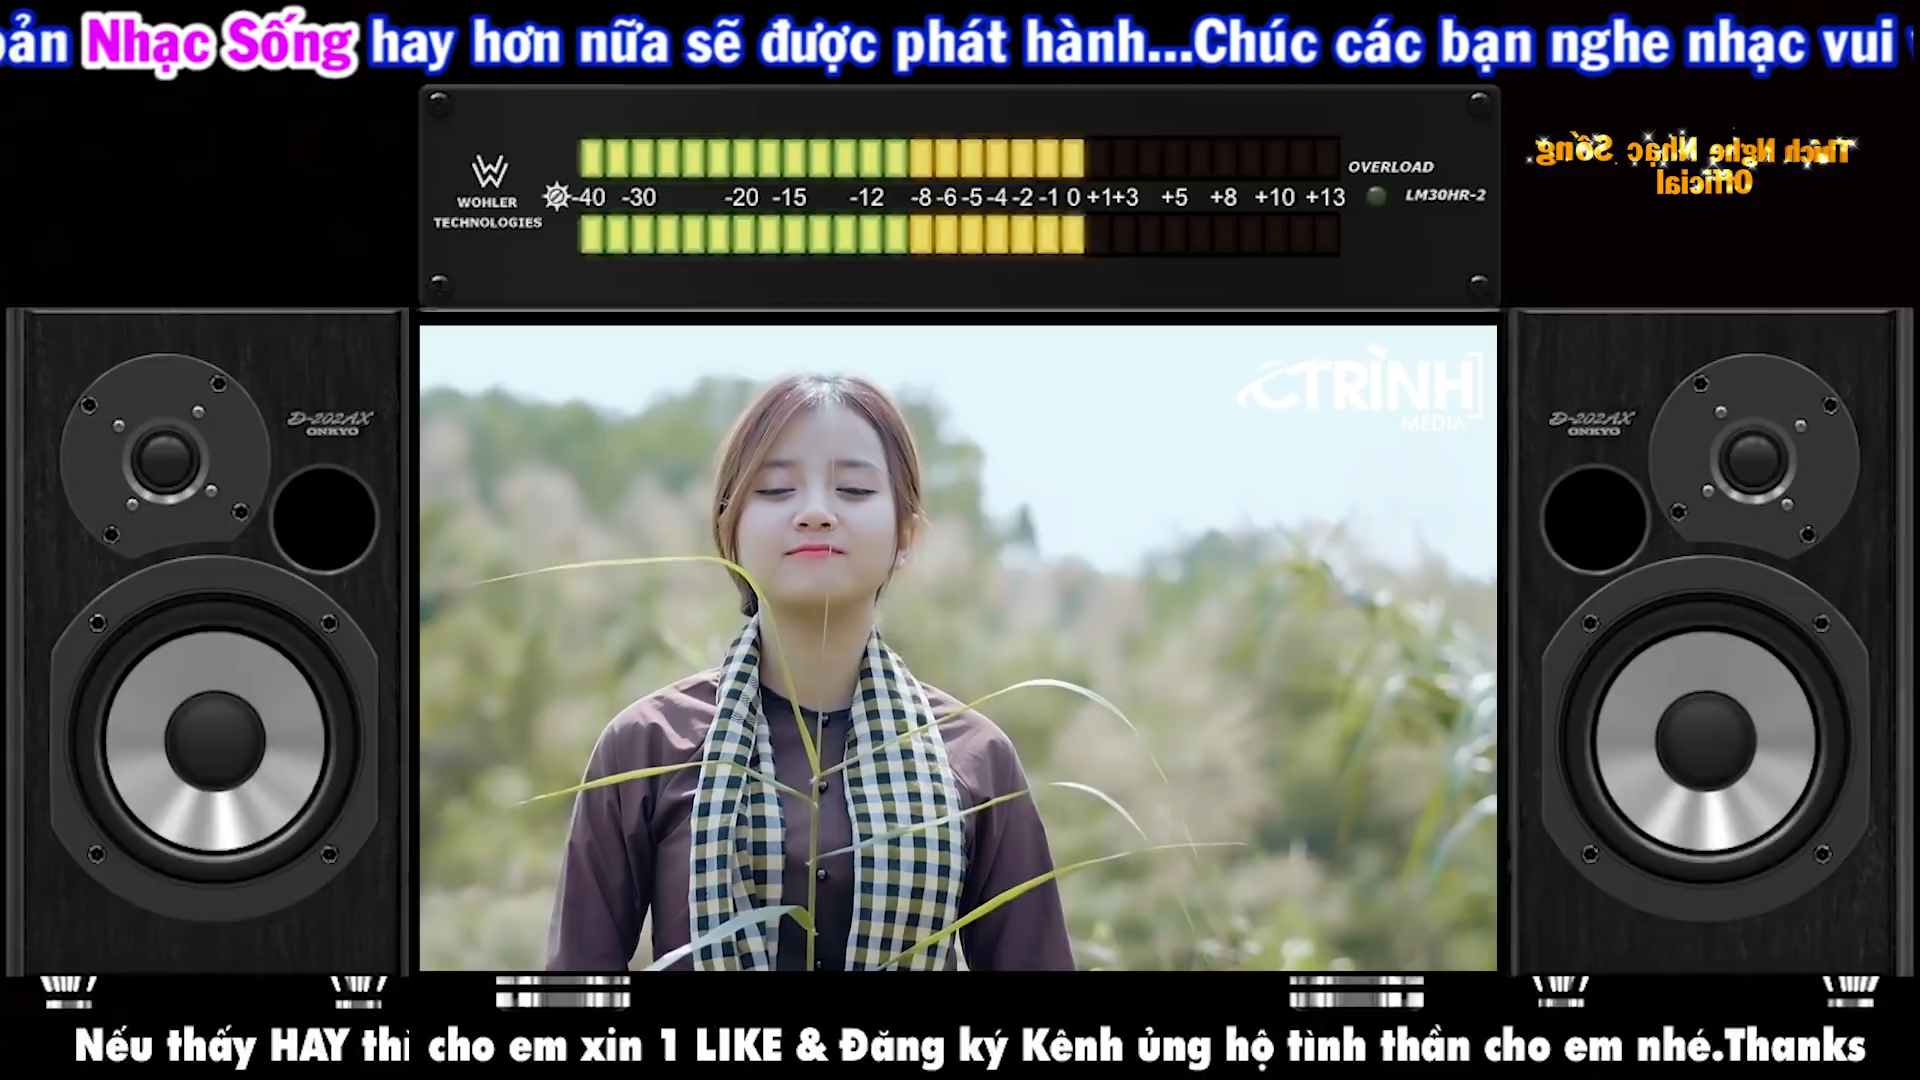 Nhạc Sống hay hơn nữa sẽ được phát hành...Chúc các bạn nghe nhạc vui
Thích Nghe Nhạc Sống
Official
WOHLER
TECHNOLOGIES
OVERLOAD
-40 -30 -20 -15 -12 -8 -6 -5 -4 -2 -1 0 +1 +3 +5 +8 +10 +13
LM30HR-2
CTRÌNH
MEDIA
D-202AX
ONKYO
D-202AX
ONKYO
Nếu thấy HAY thì cho em xin 1 LIKE & Đăng ký Kênh ủng hộ tình thần cho em nhé.Thanks